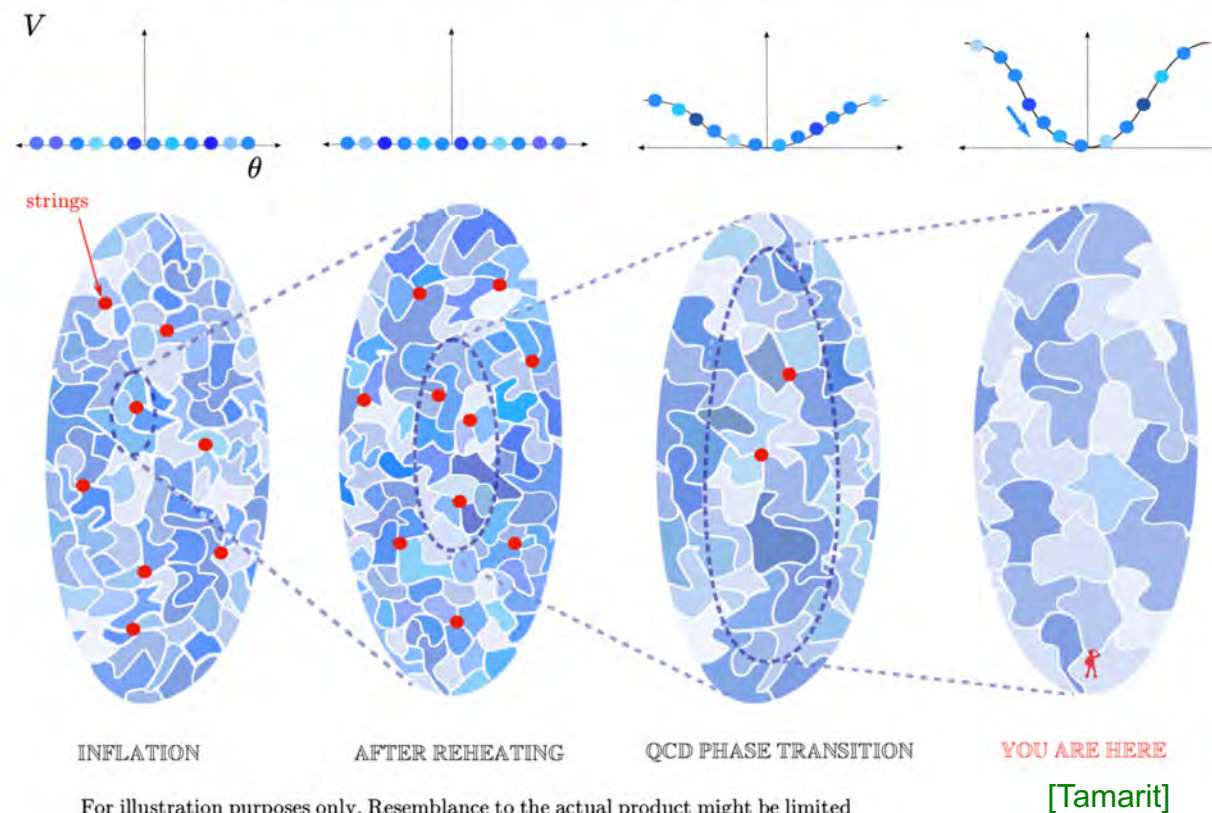 V
θ
strings
INFLATION
AFTER REHEATING
QCD PHASE TRANSITION
YOU ARE HERE
For illustration purposes only. Resemblance to the actual product might be limited
[Tamarit]